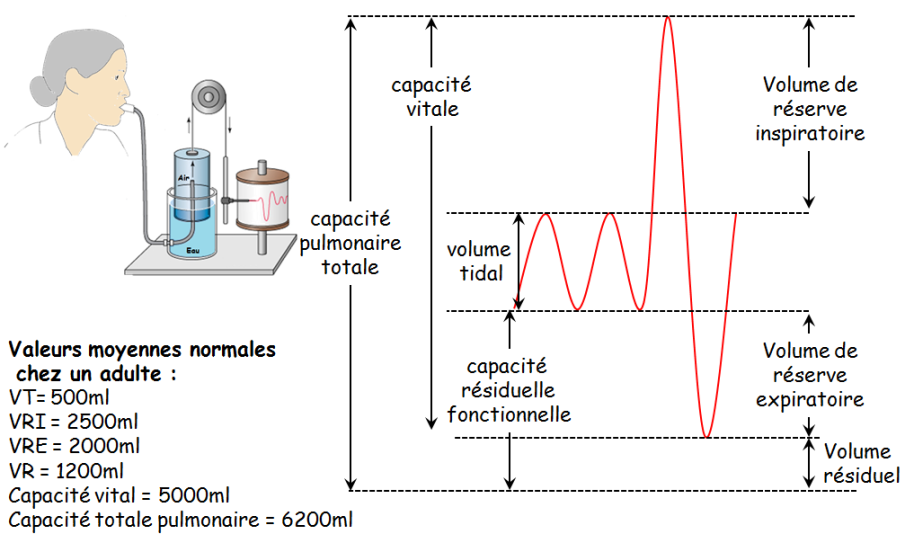 capacité
vitale
Volume de
réserve
inspiratoire
Air
Eau
capacité
pulmonaire
totale
volume
tidal
Valeurs moyennes normales
chez un adulte :
VT= 500ml
VRI = 2500ml
VRE = 2000ml
VR = 1200ml
Capacité vital = 5000ml
Capacité totale pulmonaire = 6200ml
capacité
résiduelle
fonctionnelle
Volume de
réserve
expiratoire
Volume
résiduel